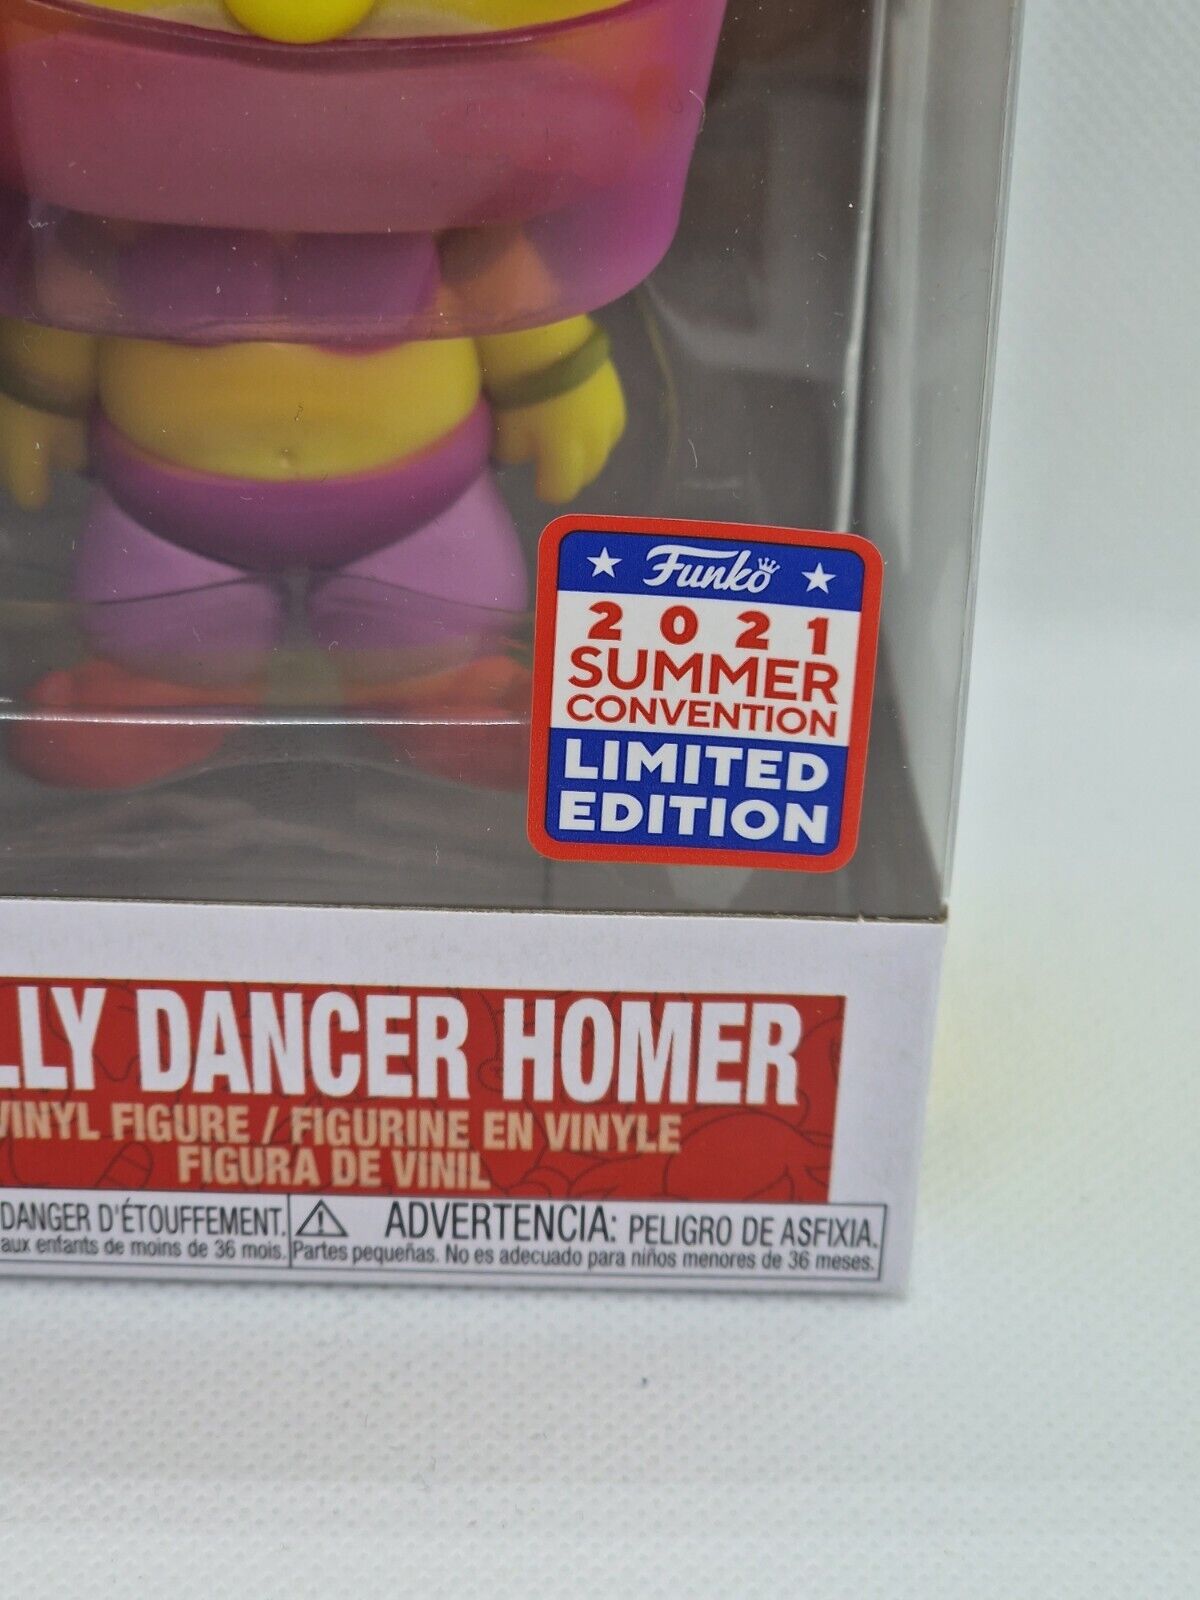 Funko
2021
SUMMER
CONVENTION
LIMITED
EDITION
LLY DANCER HOMER
VINYL FIGURE / FIGURINE EN VINYLE
FIGURA DE VINIL
DANGER D'ÉTOUFFEMENT.
aux enfants de moins de 36 mois.
⚠ ADVERTENCIA: PELIGRO DE ASFIXIA.
Partes pequeñas. No es adecuado para niños menores de 36 meses.